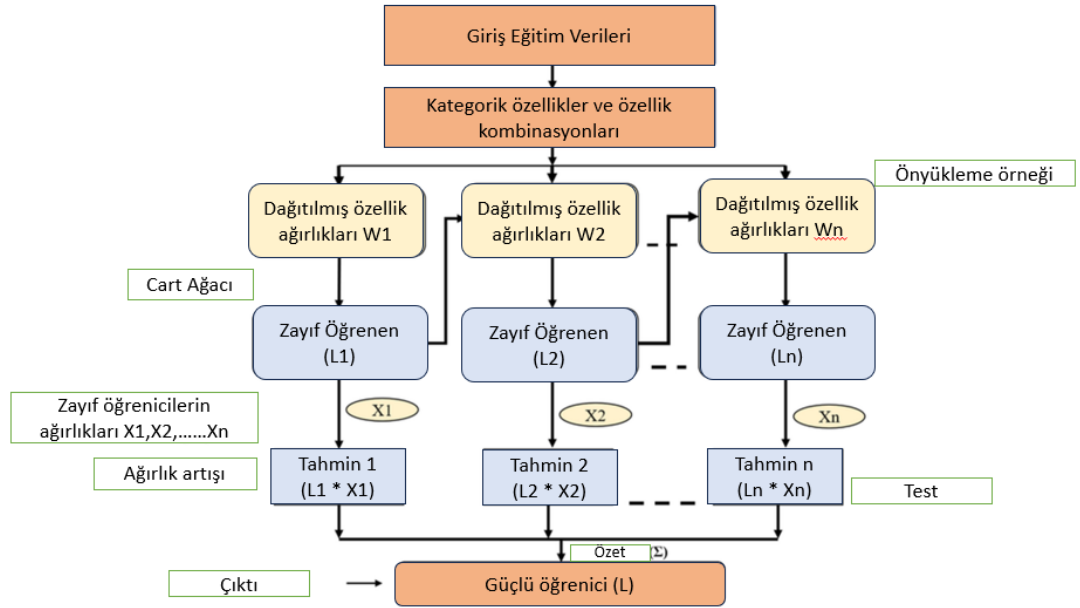 Giriş Eğitim Verileri
Kategorik özellikler ve özellik
kombinasyonları
Önyükleme örneği
Dağıtılmış özellik
ağırlıkları W1
Dağıtılmış özellik
ağırlıkları W2
Dağıtılmış özellik
ağırlıkları Wn
Cart Ağacı
Zayıf Öğrenen
(L1)
Zayıf Öğrenen
(L2)
Zayıf Öğrenen
(Ln)
Zayıf öğrenicilerin
ağırlıkları X1,X2,......Xn
X1
X2
Xn
Ağırlık artışı
Tahmin 1
(L1 * X1)
Tahmin 2
(L2 * X2)
Tahmin n
(Ln * Xn)
Test
Özet (Σ)
Çıktı
Güçlü öğrenici (L)